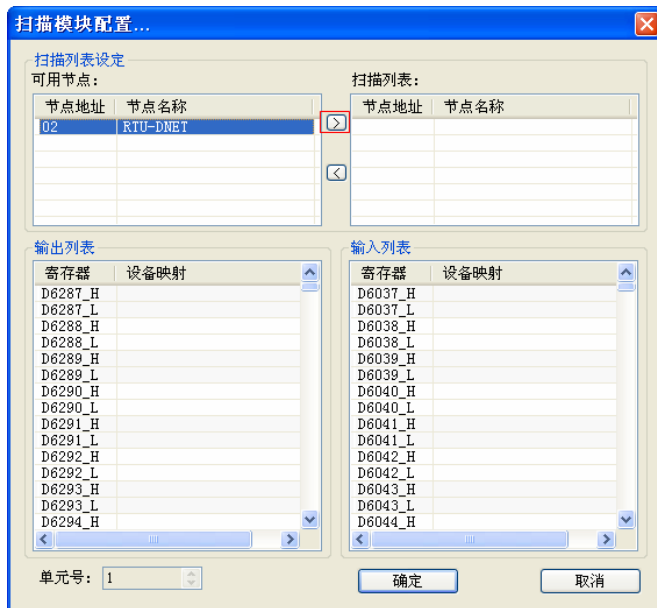 扫描模块配置...
扫描列表设定
可用节点：
扫描列表：
节点地址 节点名称
节点地址 节点名称
02 RTU-DNET
输出列表
输入列表
寄存器 设备映射
寄存器 设备映射
D6287_H D6037_H
D6287_L D6037_L
D6288_H D6038_H
D6288_L D6038_L
D6289_H D6039_H
D6289_L D6039_L
D6290_H D6040_H
D6290_L D6040_L
D6291_H D6041_H
D6291_L D6041_L
D6292_H D6042_H
D6292_L D6042_L
D6293_H D6043_H
D6293_L D6043_L
D6294_H D6044_H
单元号： 1
确定
取消